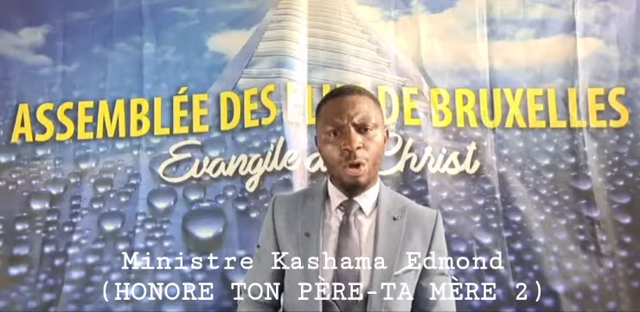 ASSEMBLÉE DES DE BRUXELLES
Evangile Christ
Ministre Kashama Edmond
(HONORE TON PÈRE-TA MÈRE 2)